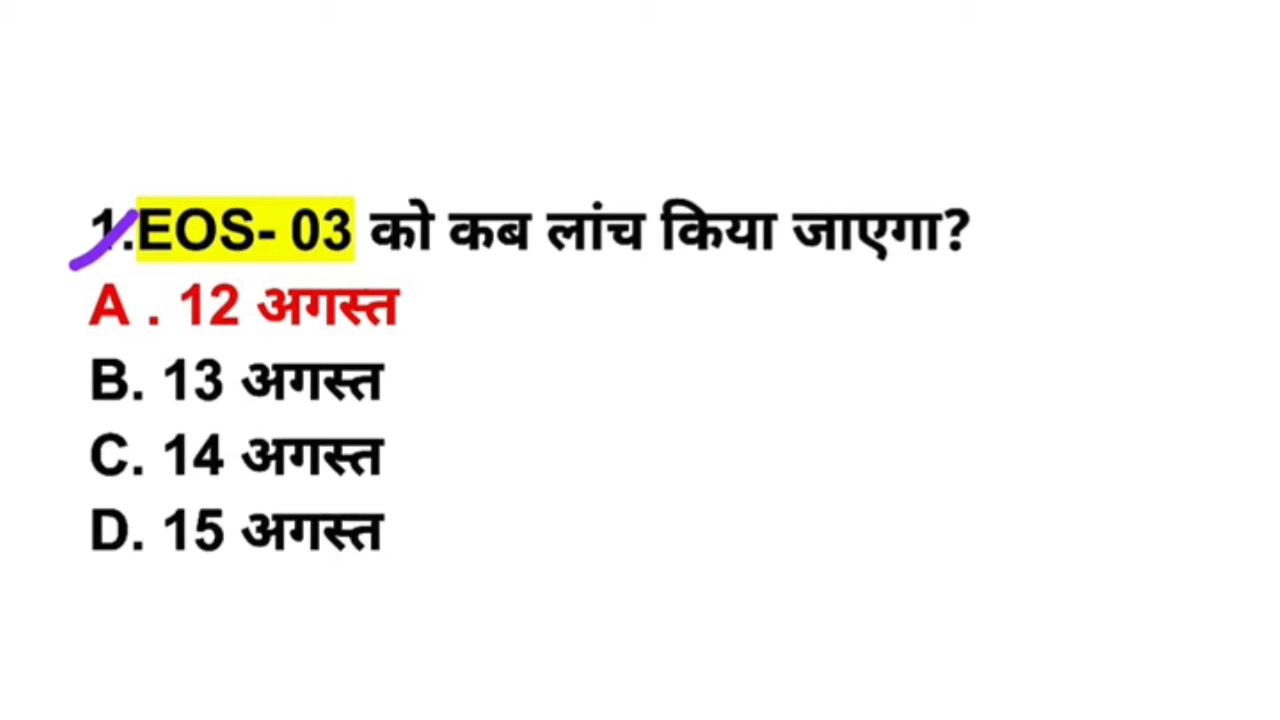 1.EOS- 03 को कब लांच किया जाएगा?
A . 12 अगस्त
B. 13 अगस्त
C. 14 अगस्त
D. 15 अगस्त